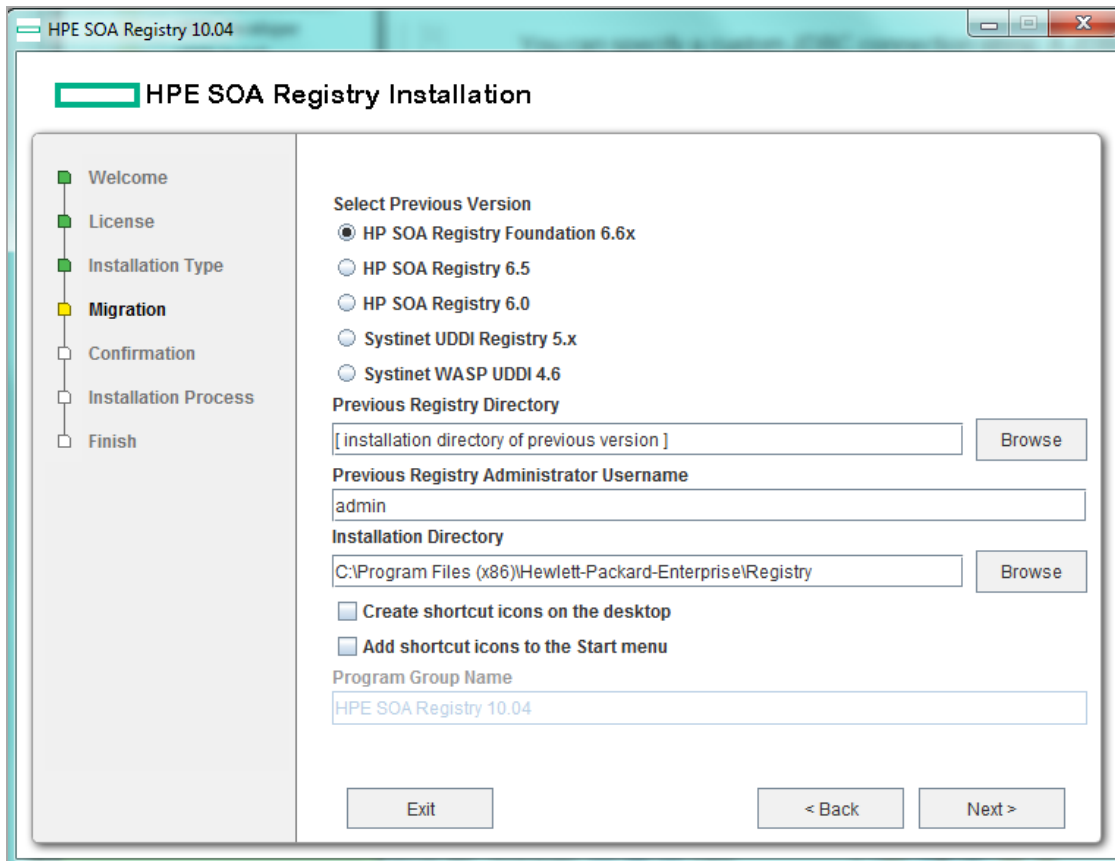 HPE SOA Registry 10.04
HPE SOA Registry Installation
Welcome
License
Installation Type
Migration
Confirmation
Installation Process
Finish
Select Previous Version
HP SOA Registry Foundation 6.6x
HP SOA Registry 6.5
HP SOA Registry 6.0
Systinet UDDI Registry 5.x
Systinet WASP UDDI 4.6
Previous Registry Directory
[ installation directory of previous version ]
Browse
Previous Registry Administrator Username
admin
Installation Directory
C:\Program Files (x86)\Hewlett-Packard-Enterprise\Registry
Browse
Create shortcut icons on the desktop
Add shortcut icons to the Start menu
Program Group Name
HPE SOA Registry 10.04
Exit
< Back
Next >